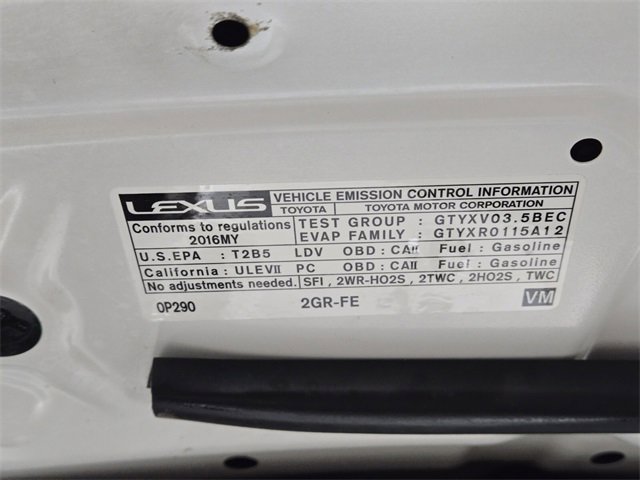 LEXUS VEHICLE EMISSION CONTROL INFORMATION
TOYOTA TOYOTA MOTOR CORPORATION
Conforms to regulations
2016MY
TEST GROUP : GTYXV03.5BEC
EVAP FAMILY : GTYXR0115A12
U.S.EPA : T2B5 LDV OBD : CAII Fuel : Gasoline
California : ULEVII PC OBD : CAII Fuel : Gasoline
No adjustments needed. SFI , 2WR-HO2S , 2TWC , 2HO2S , TWC
0P290 2GR-FE VM